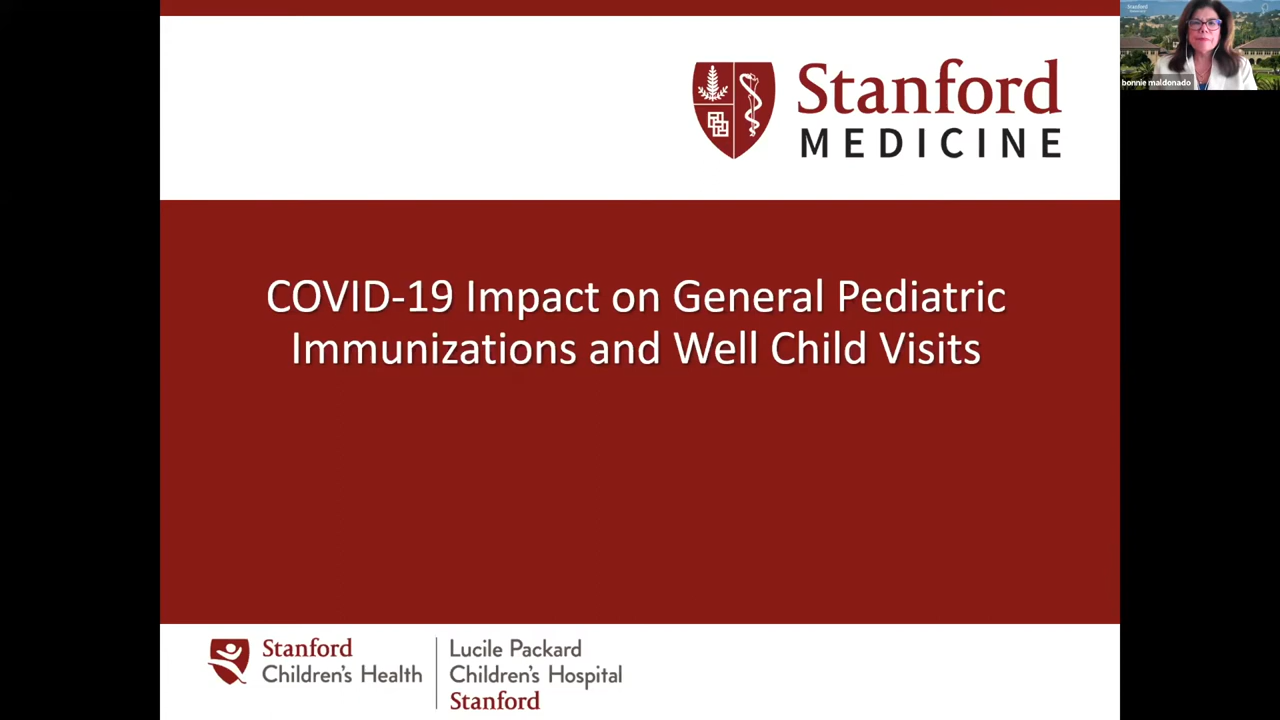 Stanford
MEDICINE
COVID-19 Impact on General Pediatric
Immunizations and Well Child Visits
Stanford
Children's Health
Lucile Packard
Children's Hospital
Stanford
Stanford
bonnie maldonado